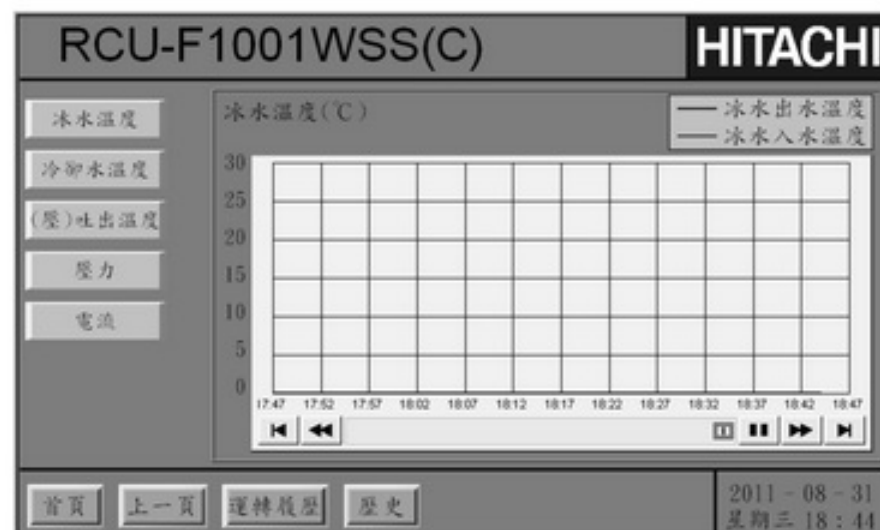 RCU-F1001WSS(C)
HITACHI
冰水溫度
冷卻水溫度
(壓)吐出溫度
壓力
電流
冰水溫度(℃)
冰水出水溫度
冰水入水溫度
30
25
20
15
10
5
0
17:47 17:52 17:57 18:02 18:07 18:12 18:17 18:22 18:27 18:32 18:37 18:42 18:47
首頁
上一頁
運轉履歷
歷史
2011 - 08 - 31
星期三 18 : 44